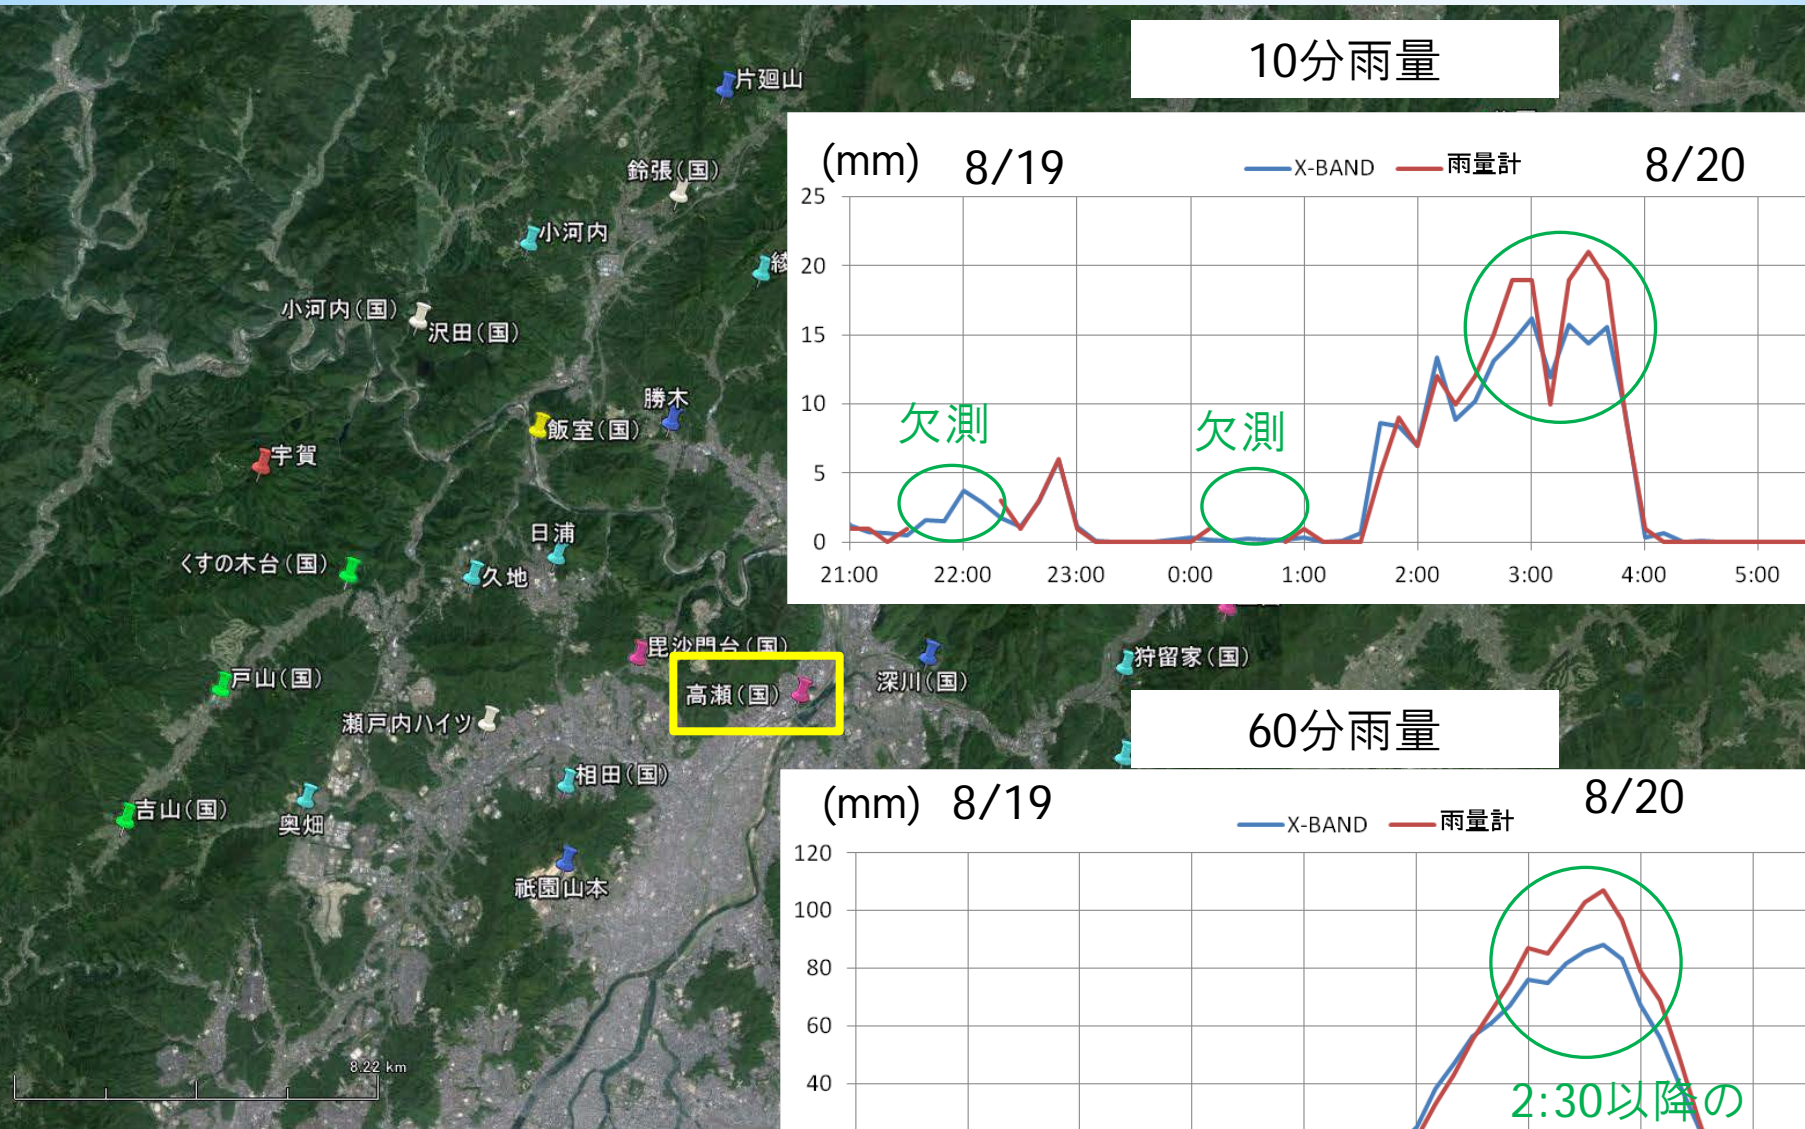 10分雨量
片廻山
鈴張(国)
小河内
綾
小河内(国)
沢田(国)
勝木
飯室(国)
宇賀
日浦
くすの木台(国)
久地
毘沙門台(国)
戸山(国)
高瀬(国)
深川(国)
狩留家(国)
瀬戸内ハイツ
相田(国)
吉山(国)
奥畑
祇園山本
8.22 km
(mm) 8/19 X-BAND 雨量計 8/20
25
20
15
10
5
0
欠測 欠測
21:00 22:00 23:00 0:00 1:00 2:00 3:00 4:00 5:00
60分雨量
(mm) 8/19 X-BAND 雨量計 8/20
120
100
80
60
40
2:30以降の